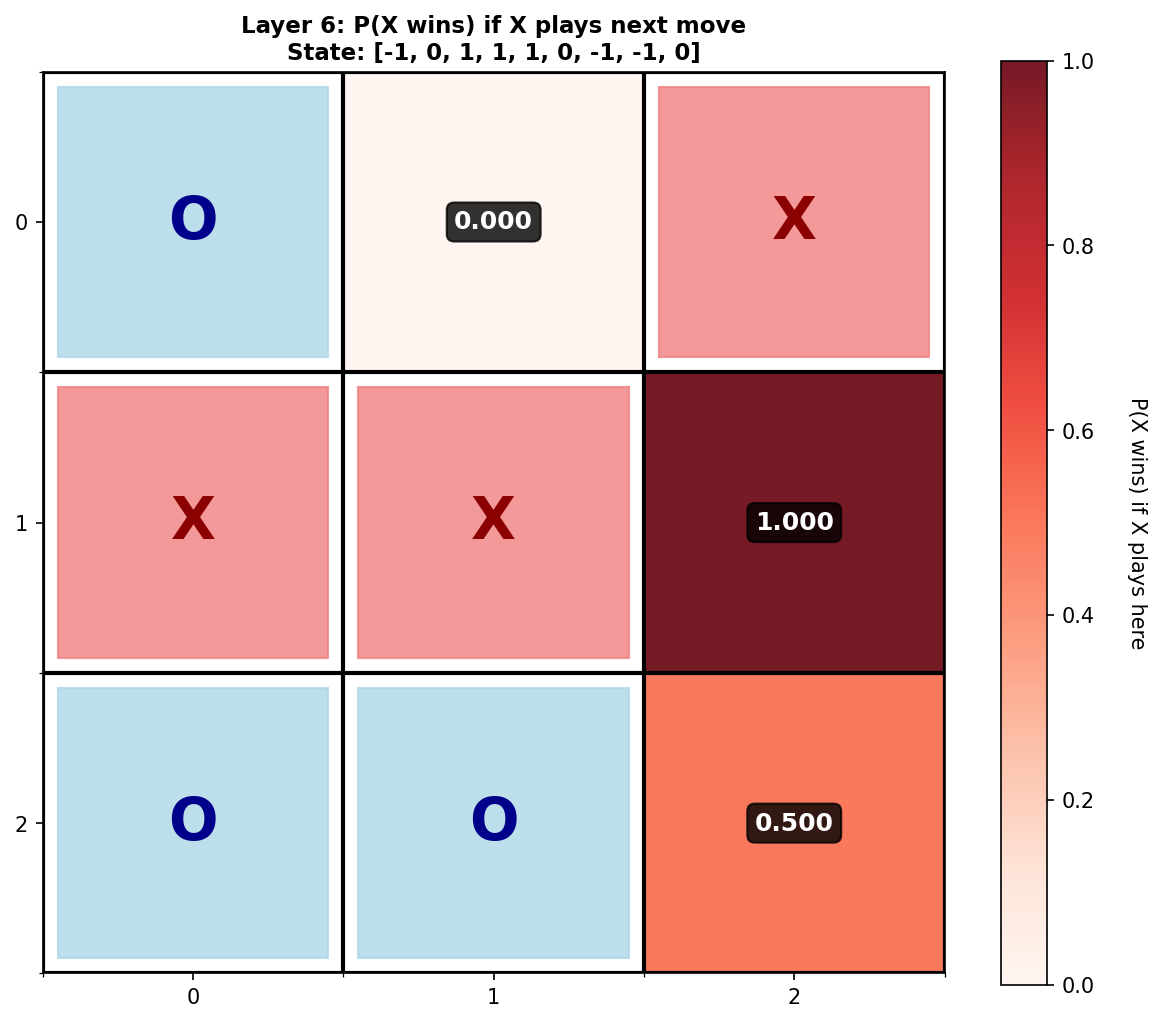 Layer 6: P(X wins) if X plays next move
State: [-1, 0, 1, 1, 1, 0, -1, -1, 0]
0
O
0.000
X
1
X
X
1.000
2
O
O
0.500
0
1
2
1.0
0.8
0.6
0.4
0.2
0.0
P(X wins) if X plays here